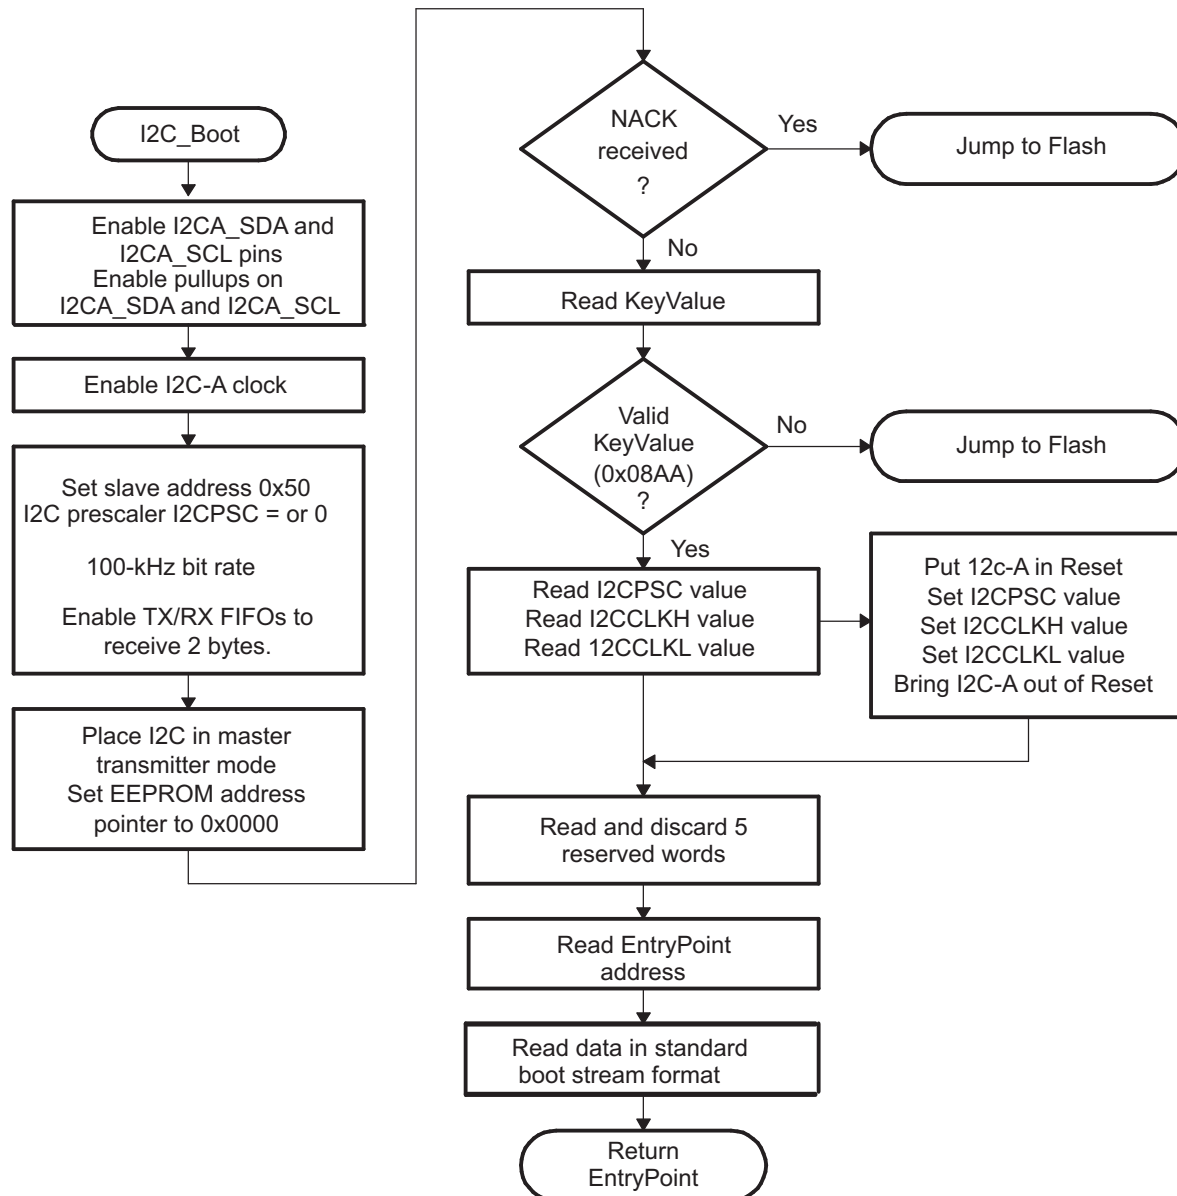 I2C_Boot
Enable I2CA_SDA and
I2CA_SCL pins
Enable pullups on
I2CA_SDA and I2CA_SCL
Enable I2C-A clock
Set slave address 0x50
I2C prescaler I2CPSC = or 0
100-kHz bit rate
Enable TX/RX FIFOs to
receive 2 bytes.
Place I2C in master
transmitter mode
Set EEPROM address
pointer to 0x0000
NACK
received
?
Yes
Jump to Flash
No
Read KeyValue
Valid
KeyValue
(0x08AA)
?
No
Jump to Flash
Yes
Read I2CPSC value
Read I2CCLKH value
Read 12CCLKL value
Put 12c-A in Reset
Set I2CPSC value
Set I2CCLKH value
Set I2CCLKL value
Bring I2C-A out of Reset
Read and discard 5
reserved words
Read EntryPoint
address
Read data in standard
boot stream format
Return
EntryPoint